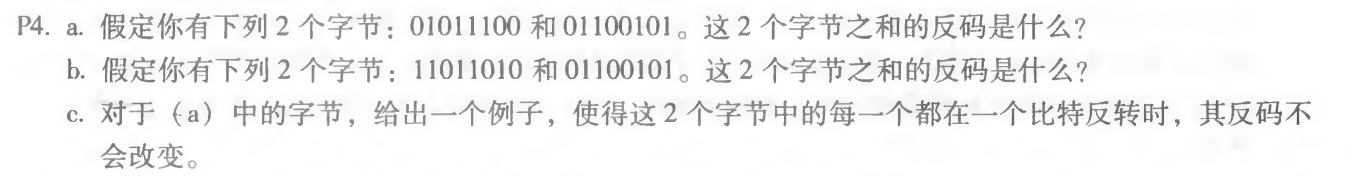 P4. a. 假定你有下列 2 个字节：01011100 和 01100101。这 2 个字节之和的反码是什么？
b. 假定你有下列 2 个字节：11011010 和 01100101。这 2 个字节之和的反码是什么？
c. 对于（a）中的字节，给出一个例子，使得这 2 个字节中的每一个都在一个比特反转时，其反码不
会改变。